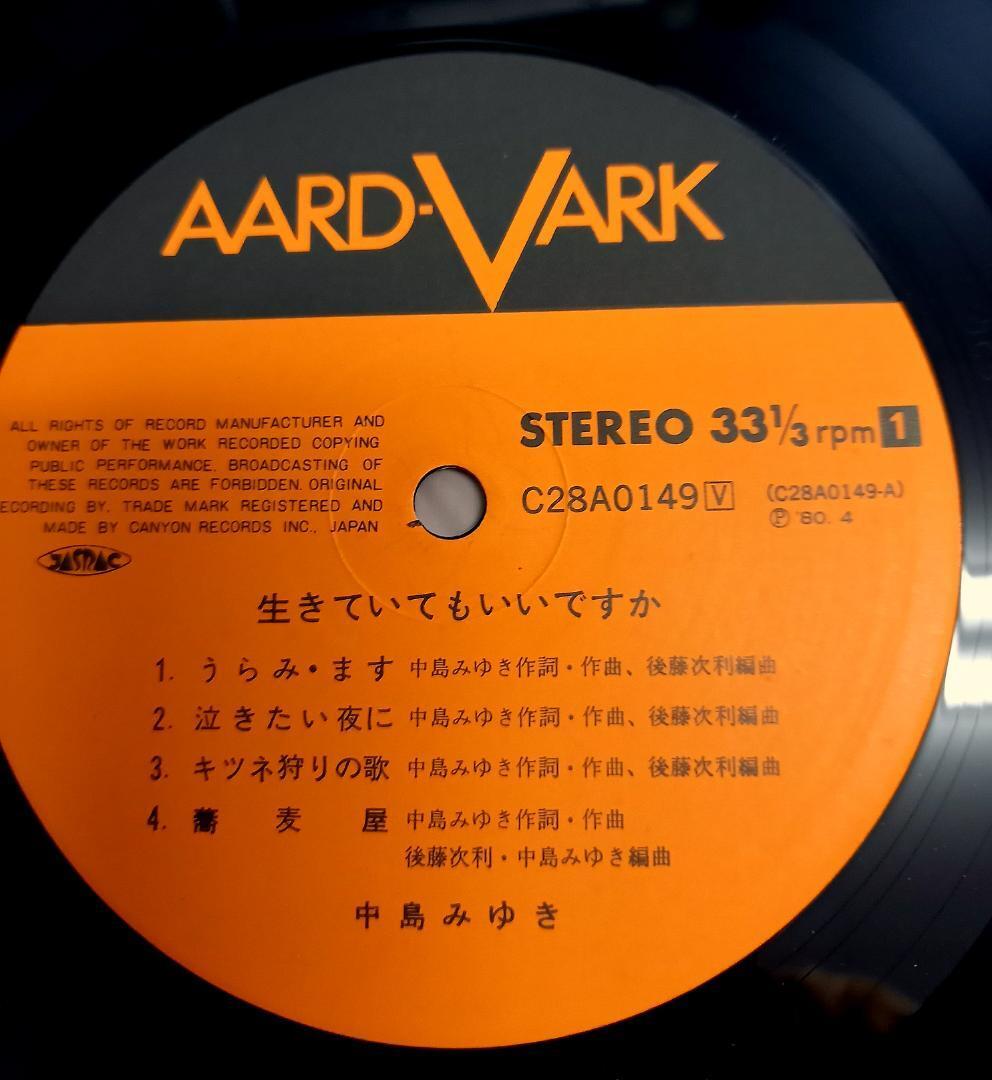 AARD-VARK
ALL RIGHTS OF RECORD MANUFACTURER AND
OWNER OF THE WORK RECORDED COPYING
PUBLIC PERFORMANCE. BROADCASTING OF
THESE RECORDS ARE FORBIDDEN. ORIGINAL
ECORDING BY. TRADE MARK REGISTERED AND
MADE BY CANYON RECORDS INC., JAPAN
JASRAC
STEREO 33⅓rpm 1
C28A0149 V (C28A0149-A)
Ⓟ '80. 4
生きていてもいいですか
1. うらみ・ます 中島みゆき作詞・作曲、後藤次利編曲
2. 泣きたい夜に 中島みゆき作詞・作曲、後藤次利編曲
3. キツネ狩りの歌 中島みゆき作詞・作曲、後藤次利編曲
4. 蕎麦屋 中島みゆき作詞・作曲
後藤次利・中島みゆき編曲
中島みゆき